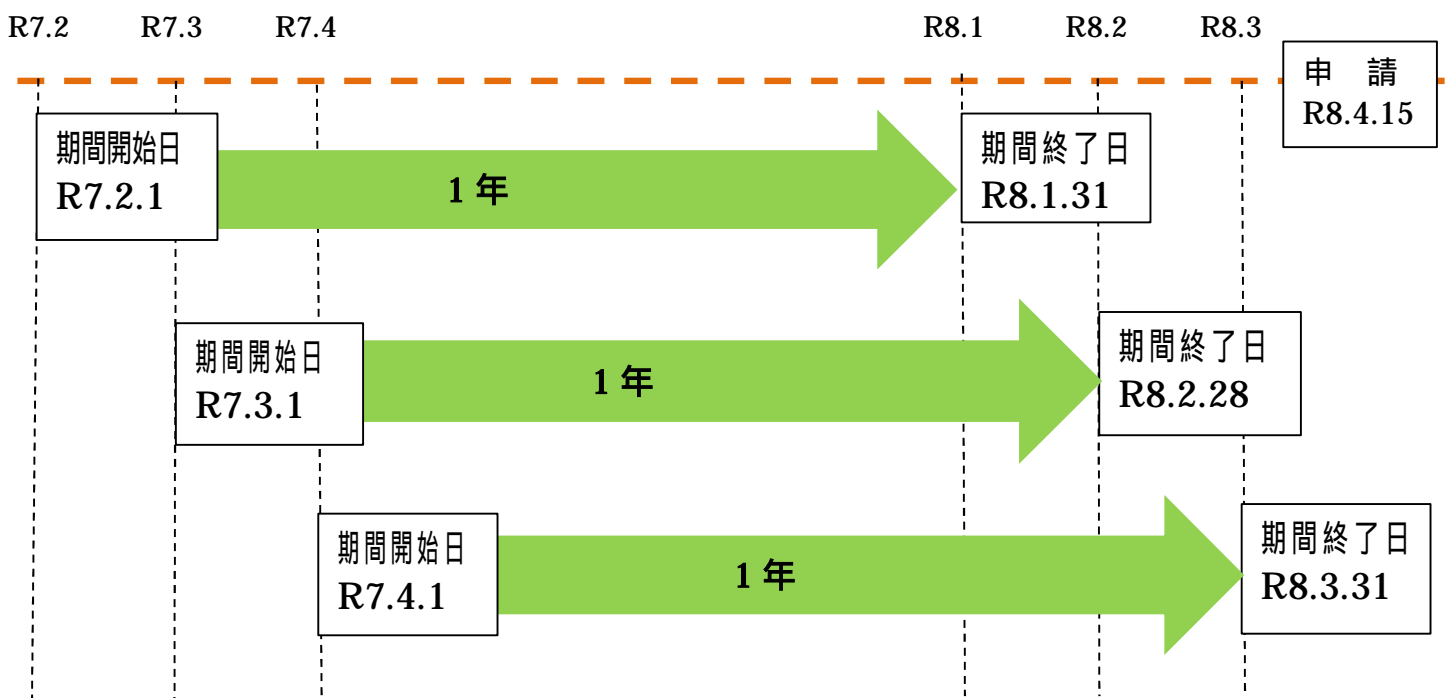 R7.2 R7.3 R7.4 R8.1 R8.2 R8.3
申 請
R8.4.15
期間開始日
R7.2.1
1 年
期間終了日
R8.1.31
期間開始日
R7.3.1
1 年
期間終了日
R8.2.28
期間開始日
R7.4.1
1 年
期間終了日
R8.3.31